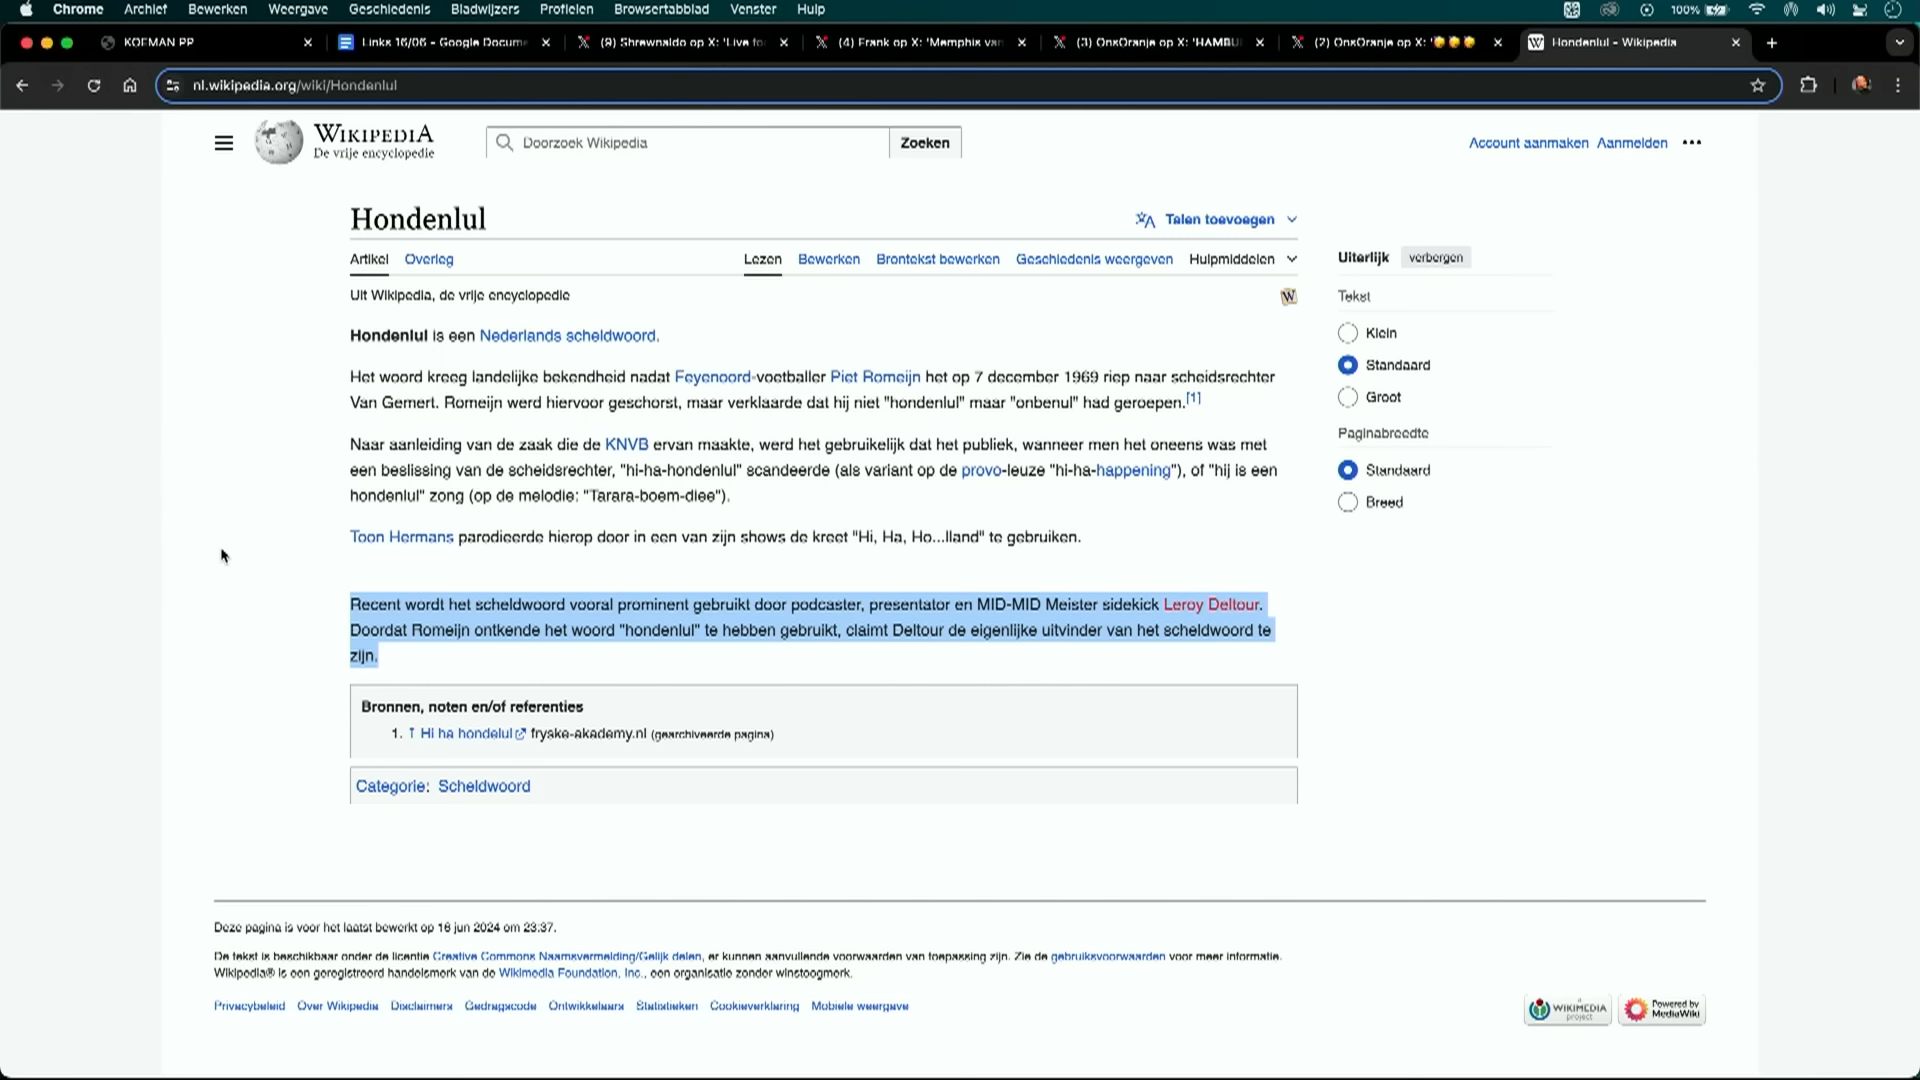 Chrome Archief Bewerken Weergave Geschiedenis Bladwijzers Profielen Browsertabblad Venster Hulp 100%
KOFMAN PP Links 16/06 - Google Docume (9) Shrewnaldo op X: 'Live fo (4) Frank op X: 'Memphis van (3) OnsOranje op X: 'HAMBU (7) OnsOranje op X: ' Hondenlul - Wikipedia
nl.wikipedia.org/wiki/Hondenlul
WIKIPEDIA
De vrije encyclopedie
Doorzoek Wikipedia Zoeken Account aanmaken Aanmelden
Hondenlul Talen toevoegen
Artikel Overleg Lezen Bewerken Brontekst bewerken Geschiedenis weergeven Hulpmiddelen
Uit Wikipedia, de vrije encyclopedie
Hondenlul is een Nederlands scheldwoord.
Het woord kreeg landelijke bekendheid nadat Feyenoord-voetballer Piet Romeijn het op 7 december 1969 riep naar scheidsrechter
Van Gemert. Romeijn werd hiervoor geschorst, maar verklaarde dat hij niet "hondenlul" maar "onbenul" had geroepen.[1]
Naar aanleiding van de zaak die de KNVB ervan maakte, werd het gebruikelijk dat het publiek, wanneer men het oneens was met
een beslissing van de scheidsrechter, "hi-ha-hondenlul" scandeerde (als variant op de provo-leuze "hi-ha-happening"), of "hij is een
hondenlul" zong (op de melodie: "Tarara-boem-diee").
Toon Hermans parodieerde hierop door in een van zijn shows de kreet "Hi, Ha, Ho...lland" te gebruiken.
Recent wordt het scheldwoord vooral prominent gebruikt door podcaster, presentator en MID-MID Meister sidekick Leroy Deltour.
Doordat Romeijn ontkende het woord "hondenlul" te hebben gebruikt, claimt Deltour de eigenlijke uitvinder van het scheldwoord te
zijn.
Bronnen, noten en/of referenties
1. ↑ Hi ha hondelul fryske-akademy.nl (gearchiveerde pagina)
Categorie: Scheldwoord
Uiterlijk verbergen
Tekst
Klein
Standaard
Groot
Paginabreedte
Standaard
Breed
Deze pagina is voor het laatst bewerkt op 16 jun 2024 om 23:37.
De tekst is beschikbaar onder de licentie Creative Commons Naamsvermelding/Gelijk delen, er kunnen aanvullende voorwaarden van toepassing zijn. Zie de gebruiksvoorwaarden voor meer informatie.
Wikipedia® is een geregistreerd handelsmerk van de Wikimedia Foundation, Inc., een organisatie zonder winstoogmerk.
Privacybeleid Over Wikipedia Disclaimers Gedragscode Ontwikkelaars Statistieken Cookieverklaring Mobiele weergave
a WIKIMEDIA project
Powered by MediaWiki